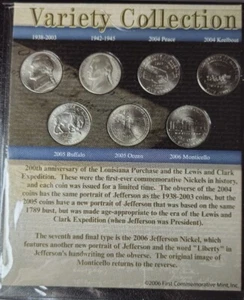 Variety Collection
1938-2003 1942-1945 2004 Peace 2004 Keelboat
2005 Buffalo 2005 Ocean 2006 Monticello
200th anniversary of the Louisiana Purchase and the Lewis and Clark
Expedition. These were the first-ever commemorative Nickels in history,
and each coin was issued for a limited time. The obverse of the 2004
coins has the same portrait of Jefferson as the 1938-2003 coins, but the
2005 coins have a new portrait of Jefferson that was based on the same
1789 bust, but was made age-appropriate to the era of the Lewis and
Clark Expedition (when Jefferson was President).
The seventh and final type is the 2006 Jefferson Nickel, which
features another new portrait of Jefferson and the word "Liberty" in
Jefferson's handwriting on the obverse. The original image of
Monticello returns to the reverse.
©2006 First Commemorative Mint, Inc.